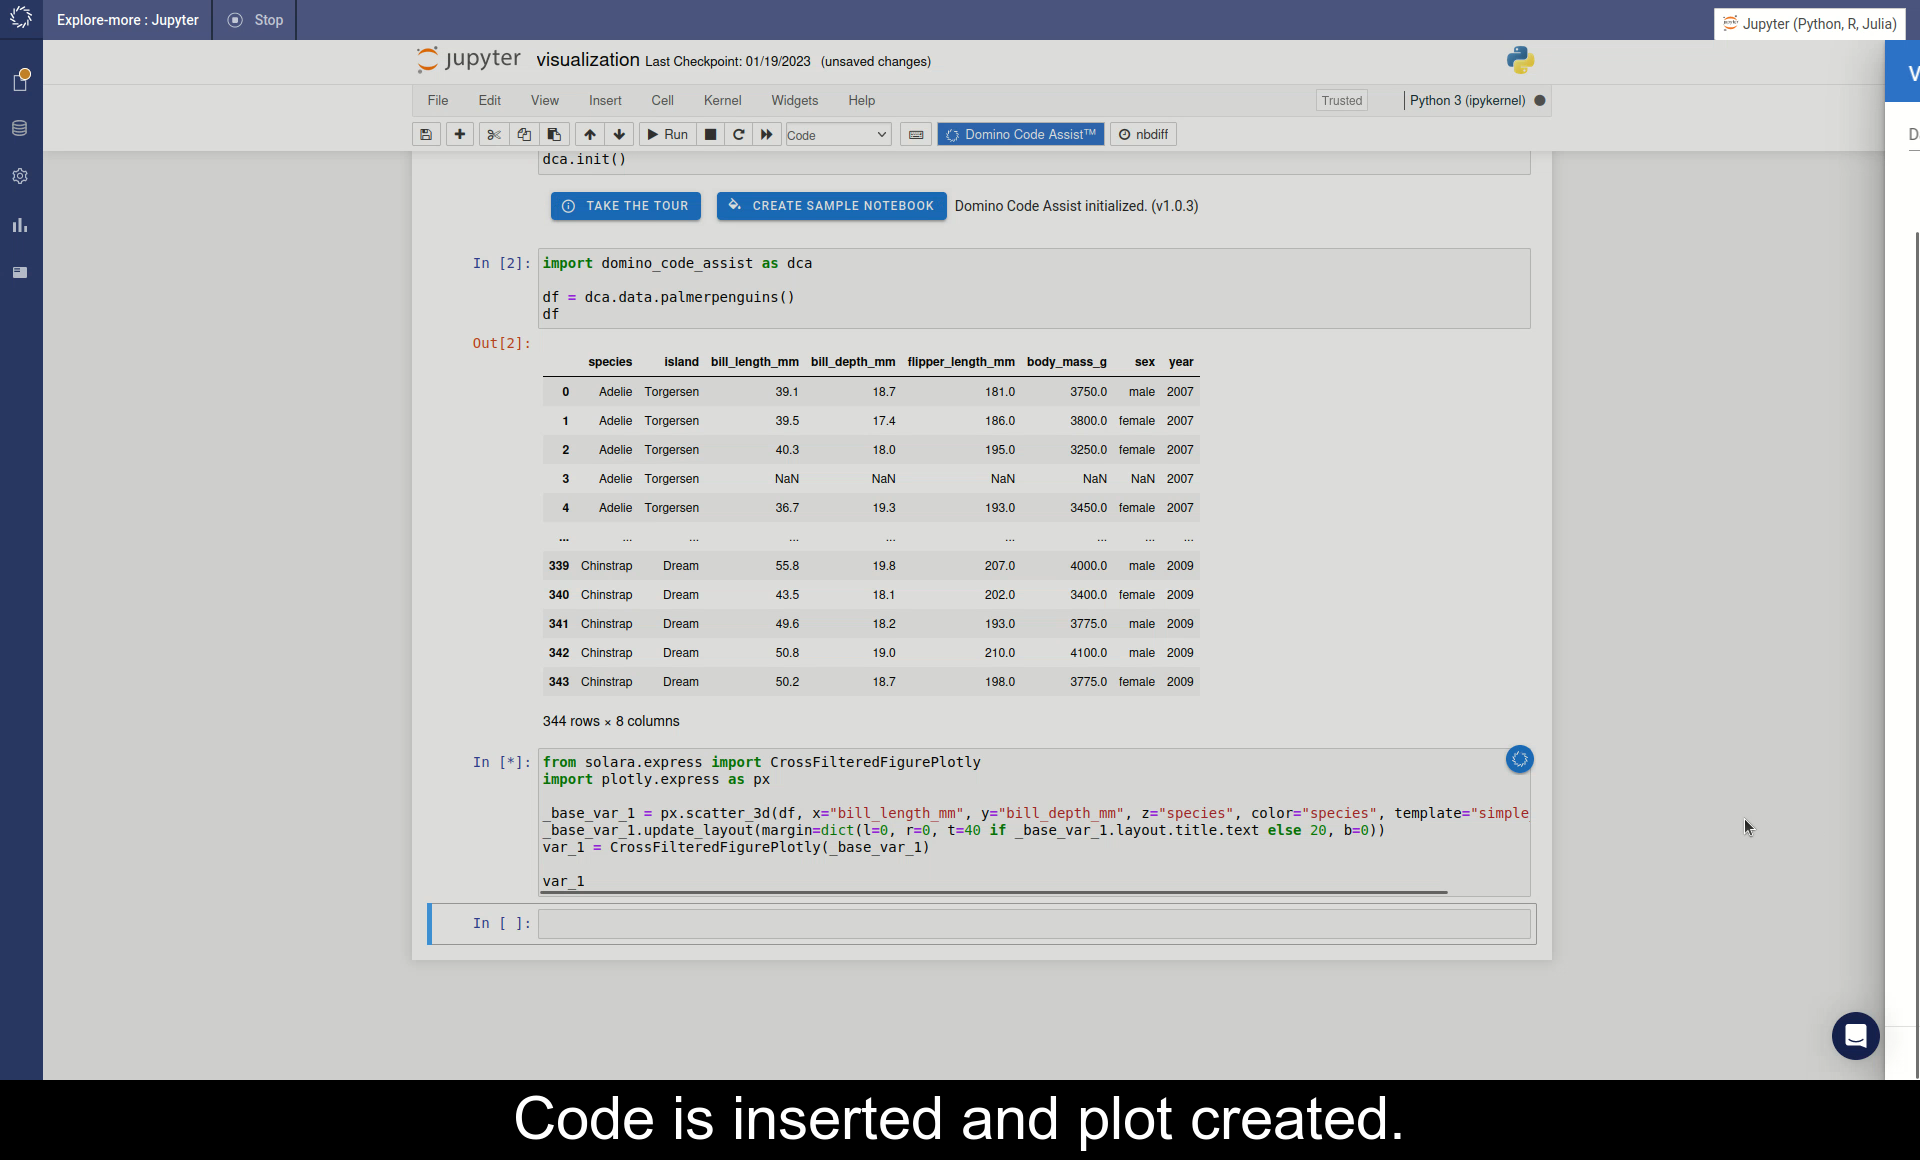 Explore-more : Jupyter Stop Jupyter (Python, R, Julia)
jupyter visualization Last Checkpoint: 01/19/2023 (unsaved changes)
File Edit View Insert Cell Kernel Widgets Help Trusted Python 3 (ipykernel)
Run Code Domino Code Assist™ nbdiff
dca.init()
TAKE THE TOUR CREATE SAMPLE NOTEBOOK Domino Code Assist initialized. (v1.0.3)
In [2]: import domino_code_assist as dca
df = dca.data.palmerpenguins()
df
Out[2]:
species island bill_length_mm bill_depth_mm flipper_length_mm body_mass_g sex year
0 Adelie Torgersen 39.1 18.7 181.0 3750.0 male 2007
1 Adelie Torgersen 39.5 17.4 186.0 3800.0 female 2007
2 Adelie Torgersen 40.3 18.0 195.0 3250.0 female 2007
3 Adelie Torgersen NaN NaN NaN NaN NaN 2007
4 Adelie Torgersen 36.7 19.3 193.0 3450.0 female 2007
... ... ... ... ... ... ... ... ...
339 Chinstrap Dream 55.8 19.8 207.0 4000.0 male 2009
340 Chinstrap Dream 43.5 18.1 202.0 3400.0 female 2009
341 Chinstrap Dream 49.6 18.2 193.0 3775.0 male 2009
342 Chinstrap Dream 50.8 19.0 210.0 4100.0 male 2009
343 Chinstrap Dream 50.2 18.7 198.0 3775.0 female 2009
344 rows × 8 columns
In [*]: from solara.express import CrossFilteredFigurePlotly
import plotly.express as px
_base_var_1 = px.scatter_3d(df, x="bill_length_mm", y="bill_depth_mm", z="species", color="species", template="simple
_base_var_1.update_layout(margin=dict(l=0, r=0, t=40 if _base_var_1.layout.title.text else 20, b=0))
var_1 = CrossFilteredFigurePlotly(_base_var_1)
var_1
In [ ]:
Code is inserted and plot created.